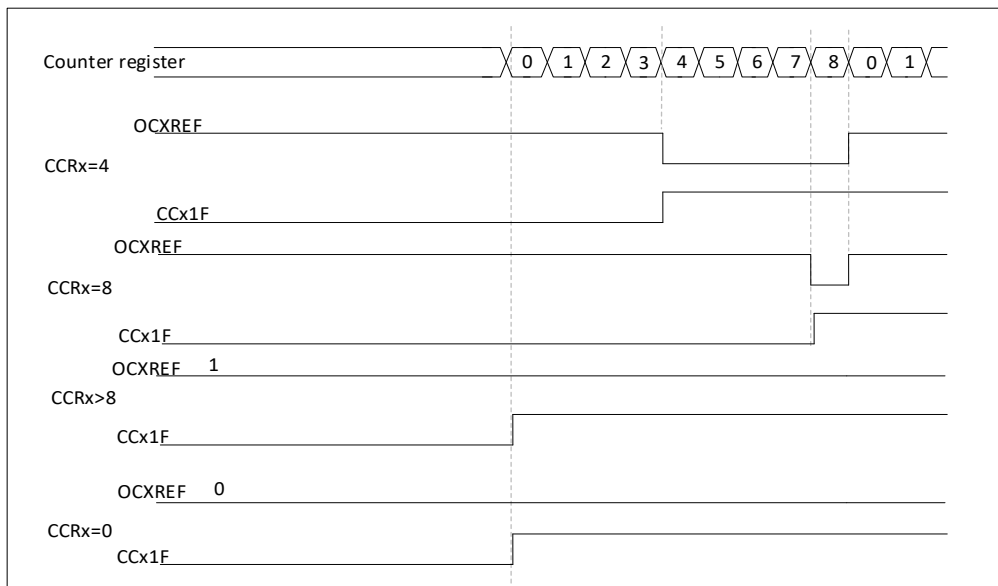 Counter register 0 1 2 3 4 5 6 7 8 0 1
OCXREF
CCRx=4
CCx1F
OCXREF
CCRx=8
CCx1F
OCXREF 1
CCRx>8
CCx1F
OCXREF 0
CCRx=0
CCx1F